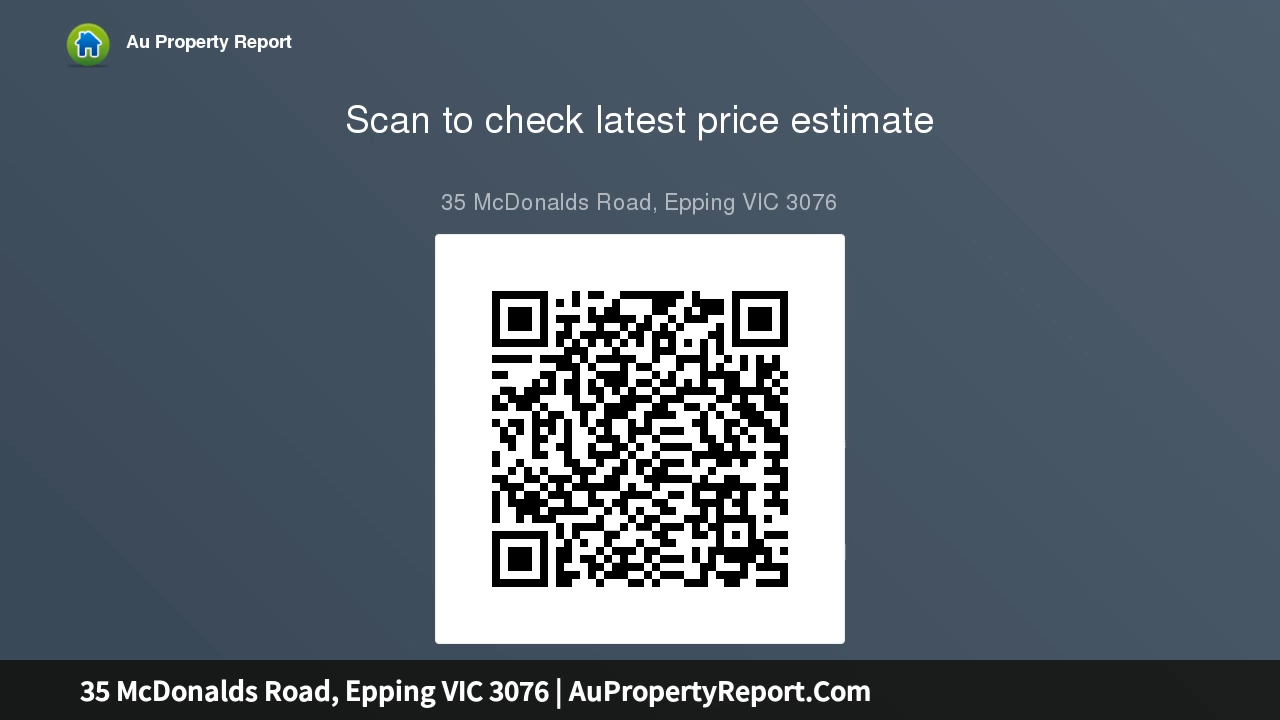 Au Property Report
Scan to check latest price estimate
35 McDonalds Road, Epping VIC 3076
35 McDonalds Road, Epping VIC 3076 | AuPropertyReport.Com